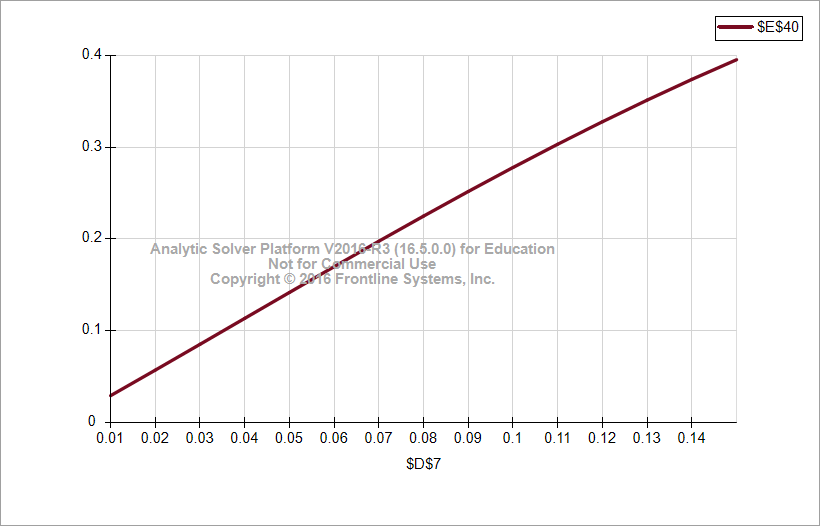 $E$40
0.4
0.3
0.2
0.1
0
Analytic Solver Platform V2016-R3 (16.5.0.0) for Education
Not for Commercial Use
Copyright © 2016 Frontline Systems, Inc.
0.01 0.02 0.03 0.04 0.05 0.06 0.07 0.08 0.09 0.1 0.11 0.12 0.13 0.14
$D$7